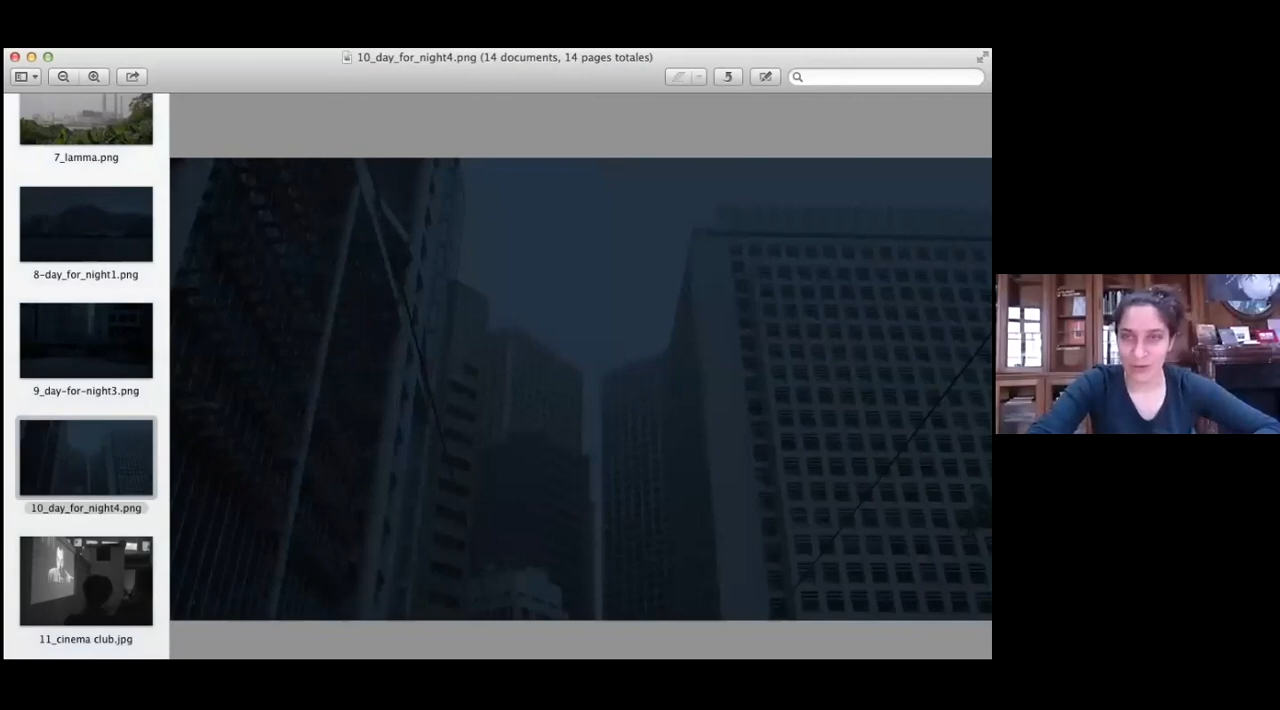 10_day_for_night4.png (14 documents, 14 pages totales)
7_lamma.png
8-day_for_night1.png
9_day-for-night3.png
10_day_for_night4.png
11_cinema club.jpg